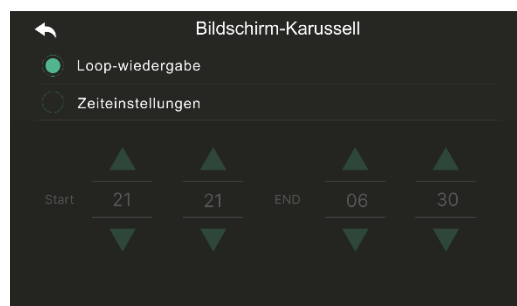 Bildschirm-Karussell
Loop-wiedergabe
Zeiteinstellungen
Start 21 21 END 06 30